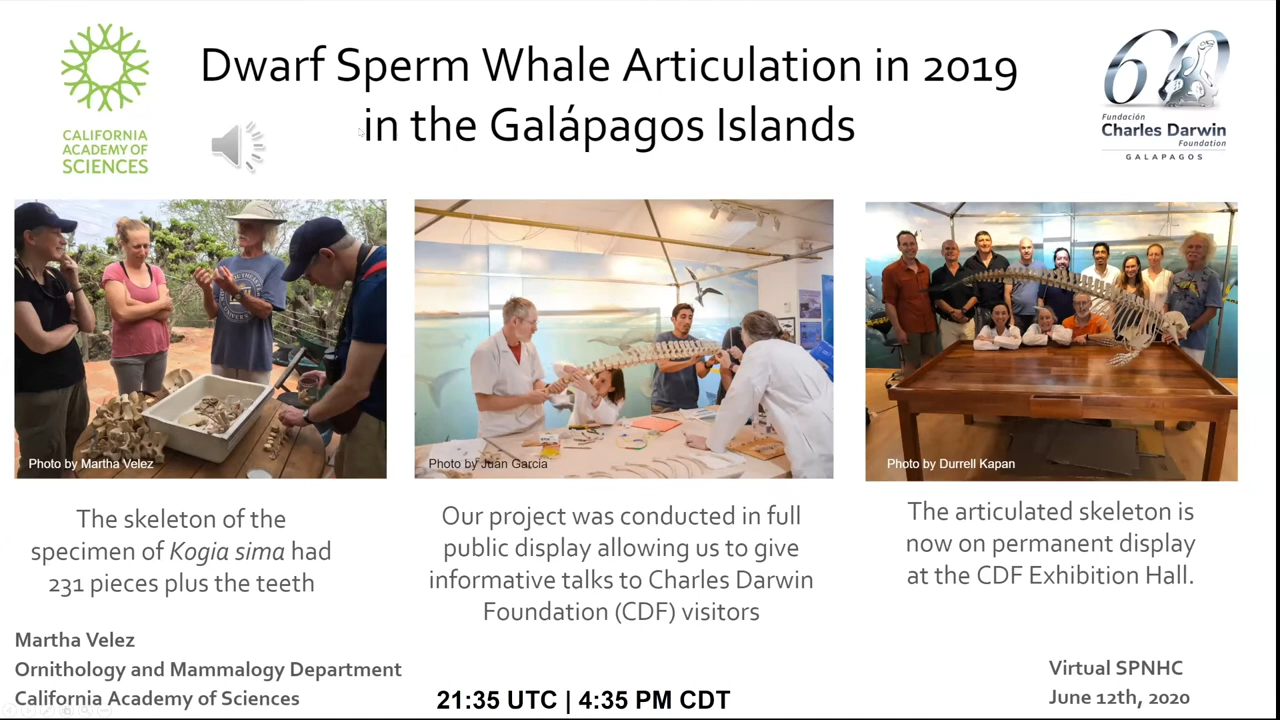 Dwarf Sperm Whale Articulation in 2019
in the Galápagos Islands
CALIFORNIA
ACADEMY OF
SCIENCES
60
Fundación
Charles Darwin
Foundation
GALAPAGOS
Photo by Martha Velez
Photo by Juan Garcia
Photo by Durrell Kapan
The skeleton of the
specimen of Kogia sima had
231 pieces plus the teeth
Our project was conducted in full
public display allowing us to give
informative talks to Charles Darwin
Foundation (CDF) visitors
The articulated skeleton is
now on permanent display
at the CDF Exhibition Hall.
Martha Velez
Ornithology and Mammalogy Department
California Academy of Sciences
21:35 UTC | 4:35 PM CDT
Virtual SPNHC
June 12th, 2020